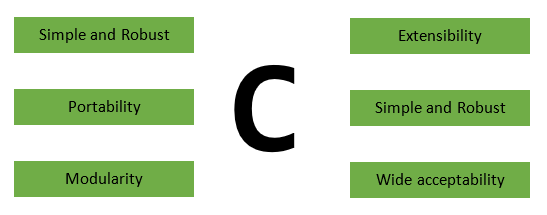 Simple and Robust
Portability
Modularity
C
Extensibility
Simple and Robust
Wide acceptability